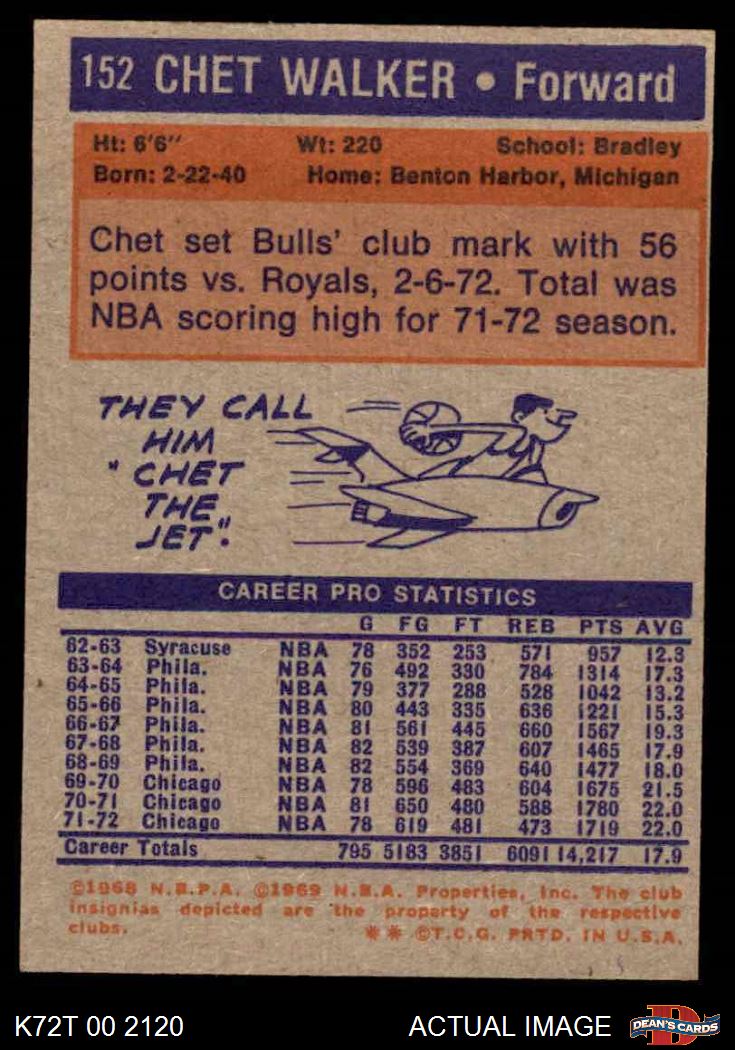 152 CHET WALKER • Forward
Ht: 6'6" Wt: 220 School: Bradley
Born: 2-22-40 Home: Benton Harbor, Michigan
Chet set Bulls' club mark with 56
points vs. Royals, 2-6-72. Total was
NBA scoring high for 71-72 season.
THEY CALL
HIM
"CHET
THE
JET".
CAREER PRO STATISTICS
G FG FT REB PTS AVG
62-63 Syracuse NBA 78 352 253 571 957 12.3
63-64 Phila. NBA 76 492 330 784 1314 17.3
64-65 Phila. NBA 79 377 288 528 1042 13.2
65-66 Phila. NBA 80 443 335 636 1221 15.3
66-67 Phila. NBA 81 561 445 660 1567 19.3
67-68 Phila. NBA 82 539 387 607 1465 17.9
68-69 Phila. NBA 82 554 369 640 1477 18.0
69-70 Chicago NBA 78 596 483 604 1675 21.5
70-71 Chicago NBA 81 650 480 588 1780 22.0
71-72 Chicago NBA 78 619 481 473 1719 22.0
Career Totals 795 5183 3851 6091 14,217 17.9
©1968 N.B.P.A. ©1969 N.B.A. Properties, Inc. The club
insignias depicted are the property of the respective
clubs. ** ©T.C.G. PRTD. IN U.S.A.
K72T 00 2120 ACTUAL IMAGE DEAN'S CARDS